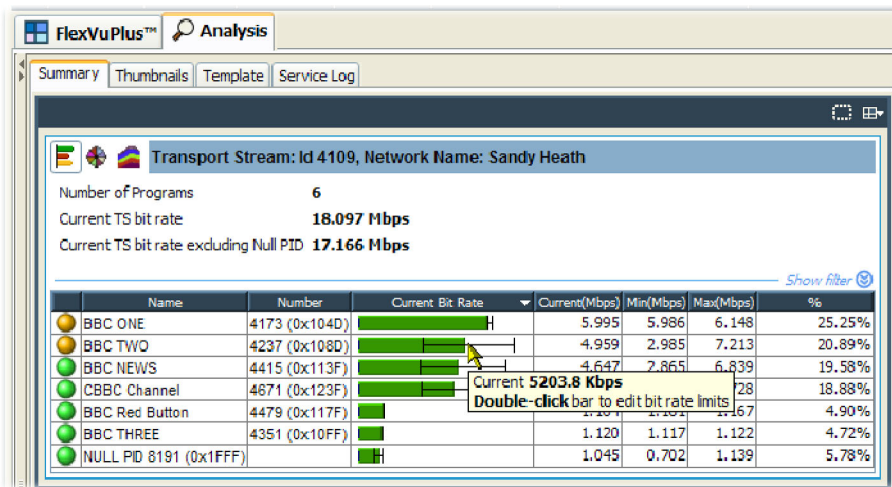 FlexVuPlus™ Analysis
Summary Thumbnails Template Service Log
Transport Stream: Id 4109, Network Name: Sandy Heath
Number of Programs 6
Current TS bit rate 18.097 Mbps
Current TS bit rate excluding Null PID 17.166 Mbps
Show filter
Name Number Current Bit Rate Current(Mbps) Min(Mbps) Max(Mbps) %
BBC ONE 4173 (0x104D) 5.995 5.986 6.148 25.25%
BBC TWO 4237 (0x108D) 4.959 2.985 7.213 20.89%
BBC NEWS 4415 (0x113F) 4.647 2.865 6.839 19.58%
CBBC Channel 4671 (0x123F) 728 18.88%
Current 5203.8 Kbps
Double-click bar to edit bit rate limits
BBC Red Button 4479 (0x117F) 167 4.90%
BBC THREE 4351 (0x10FF) 1.120 1.117 1.122 4.72%
NULL PID 8191 (0x1FFF) 1.045 0.702 1.139 5.78%